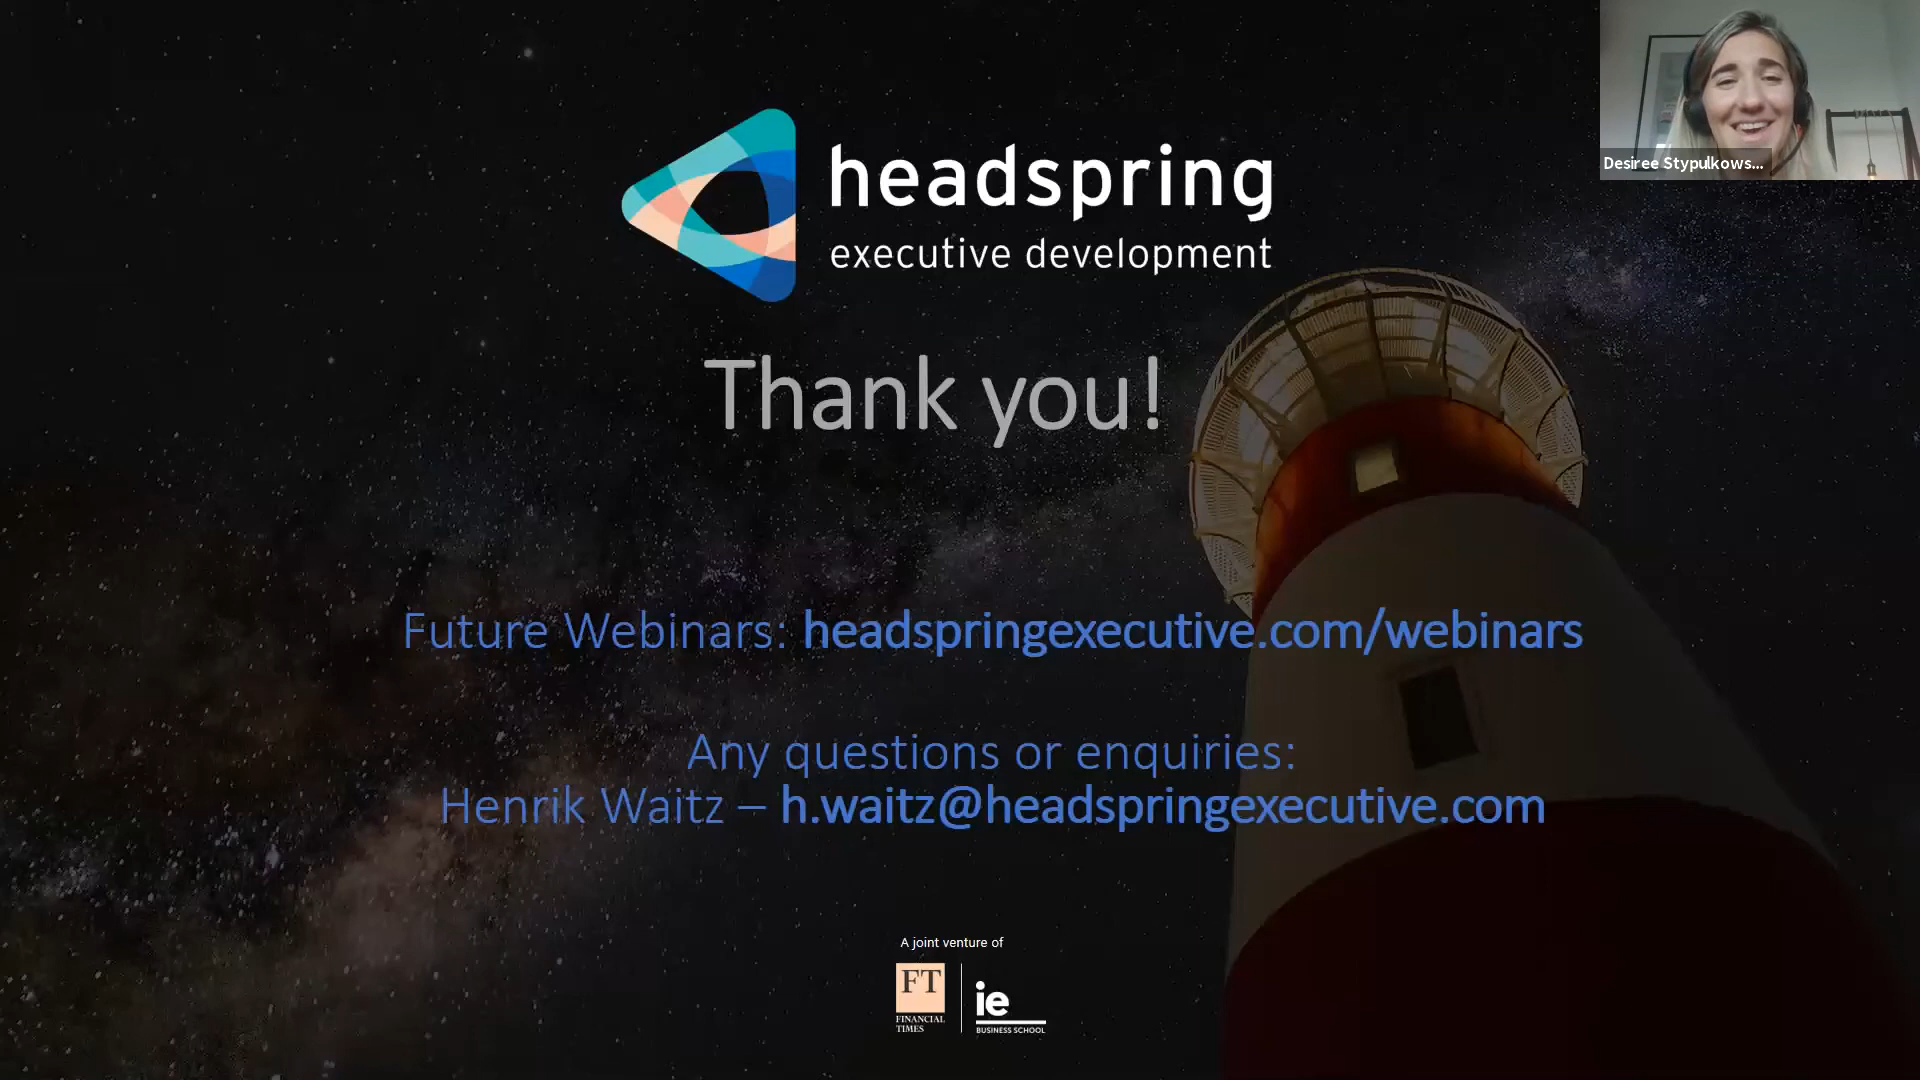 headspring
executive development
Desiree Stypulkows...
Thank you!
Future Webinars: headspringexecutive.com/webinars
Any questions or enquiries:
Henrik Waitz – h.waitz@headspringexecutive.com
A joint venture of
FT
FINANCIAL
TIMES
ie
BUSINESS SCHOOL